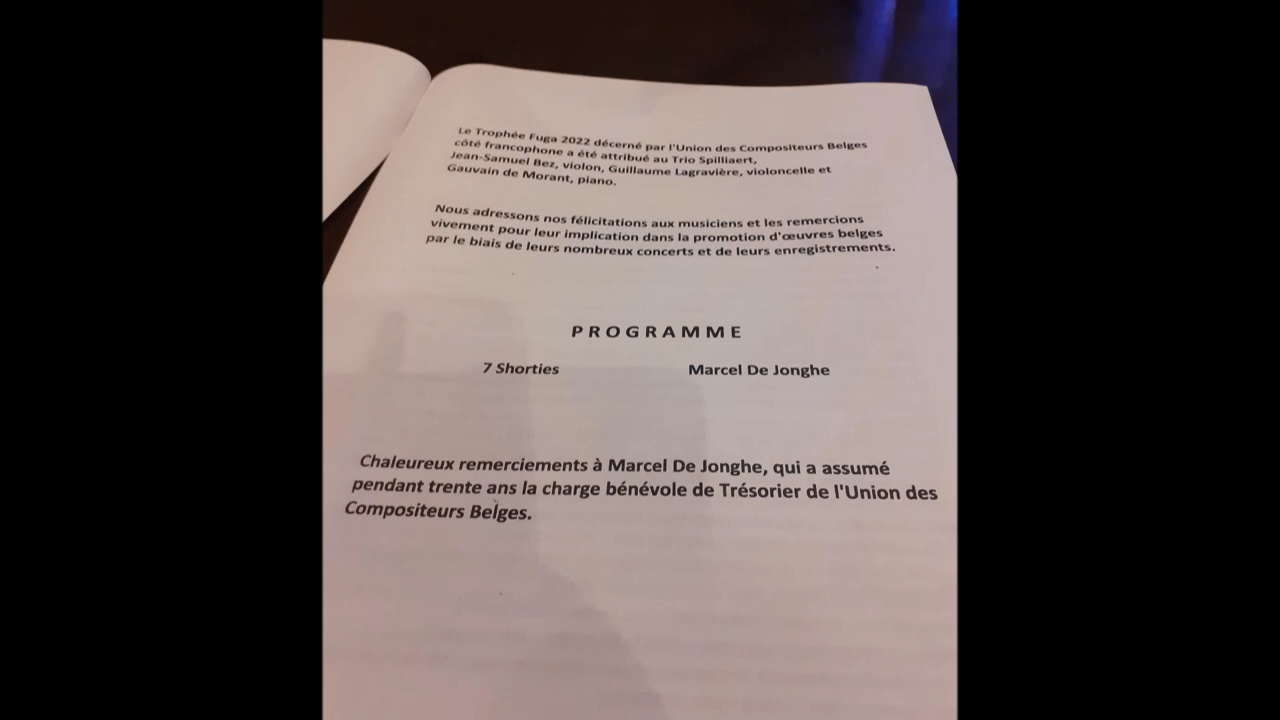 Le Trophée Fuga 2022 décerné par l'Union des Compositeurs Belges
côté francophone a été attribué au Trio Spilliaert,
Jean-Samuel Bez, violon, Guillaume Lagravière, violoncelle et
Gauvain de Morant, piano.
Nous adressons nos félicitations aux musiciens et les remercions
vivement pour leur implication dans la promotion d'œuvres belges
par le biais de leurs nombreux concerts et de leurs enregistrements.
PROGRAMME
7 Shorties Marcel De Jonghe
Chaleureux remerciements à Marcel De Jonghe, qui a assumé
pendant trente ans la charge bénévole de Trésorier de l'Union des
Compositeurs Belges.